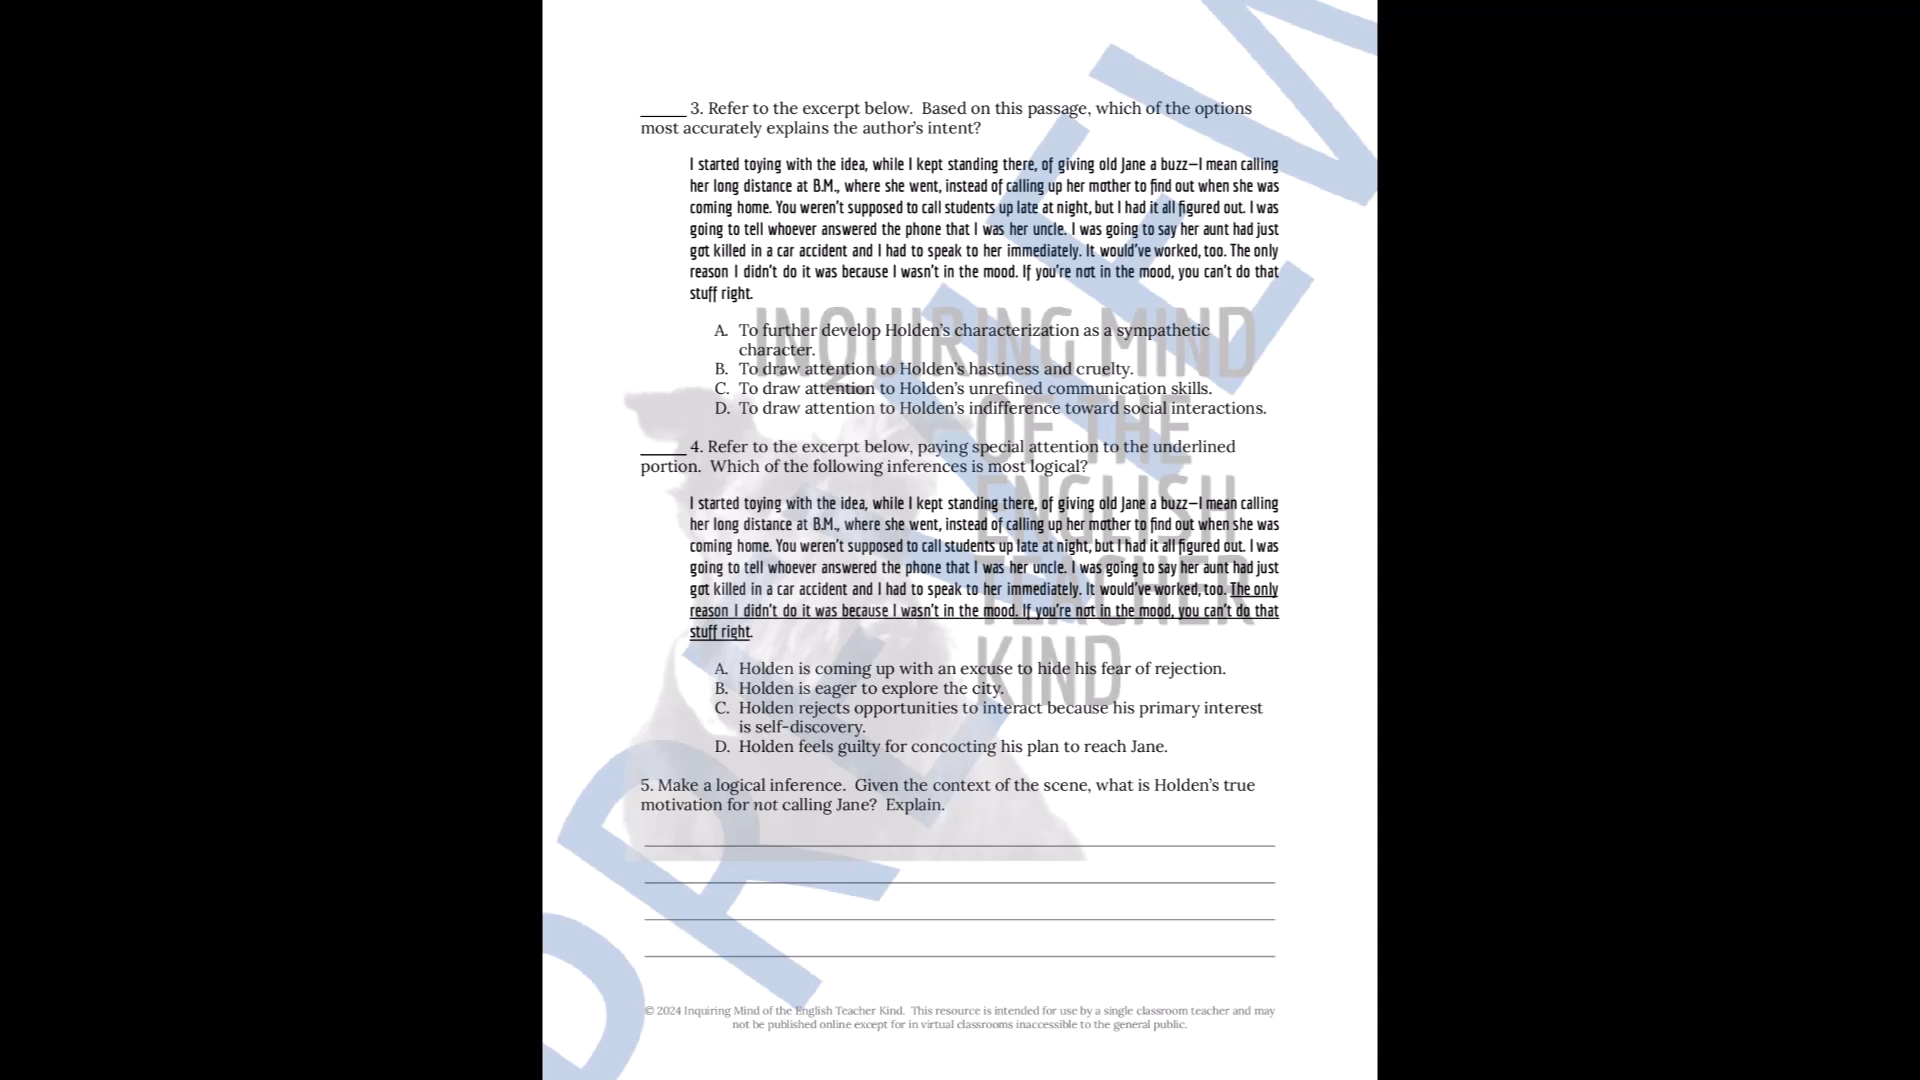 _____ 3. Refer to the excerpt below.  Based on this passage, which of the options
most accurately explains the author's intent?
I started toying with the idea, while I kept standing there, of giving old Jane a buzz—I mean calling
her long distance at B.M., where she went, instead of calling up her mother to find out when she was
coming home. You weren't supposed to call students up late at night, but I had it all figured out. I was
going to tell whoever answered the phone that I was her uncle. I was going to say her aunt had just
got killed in a car accident and I had to speak to her immediately. It would've worked, too. The only
reason I didn't do it was because I wasn't in the mood. If you're not in the mood, you can't do that
stuff right.
A. To further develop Holden's characterization as a sympathetic
character.
B. To draw attention to Holden's hastiness and cruelty.
C. To draw attention to Holden's unrefined communication skills.
D. To draw attention to Holden's indifference toward social interactions.
_____ 4. Refer to the excerpt below, paying special attention to the underlined
portion.  Which of the following inferences is most logical?
I started toying with the idea, while I kept standing there, of giving old Jane a buzz—I mean calling
her long distance at B.M., where she went, instead of calling up her mother to find out when she was
coming home. You weren't supposed to call students up late at night, but I had it all figured out. I was
going to tell whoever answered the phone that I was her uncle. I was going to say her aunt had just
got killed in a car accident and I had to speak to her immediately. It would've worked, too. The only
reason I didn't do it was because I wasn't in the mood. If you're not in the mood, you can't do that
stuff right.
A. Holden is coming up with an excuse to hide his fear of rejection.
B. Holden is eager to explore the city.
C. Holden rejects opportunities to interact because his primary interest
is self-discovery.
D. Holden feels guilty for concocting his plan to reach Jane.
5. Make a logical inference.  Given the context of the scene, what is Holden's true
motivation for not calling Jane?  Explain.
© 2024 Inquiring Mind of the English Teacher Kind.  This resource is intended for use by a single classroom teacher and may
not be published online except for in virtual classrooms inaccessible to the general public.
INQUIRING MIND
OF THE
ENGLISH
TEACHER
KIND
PREVIEW